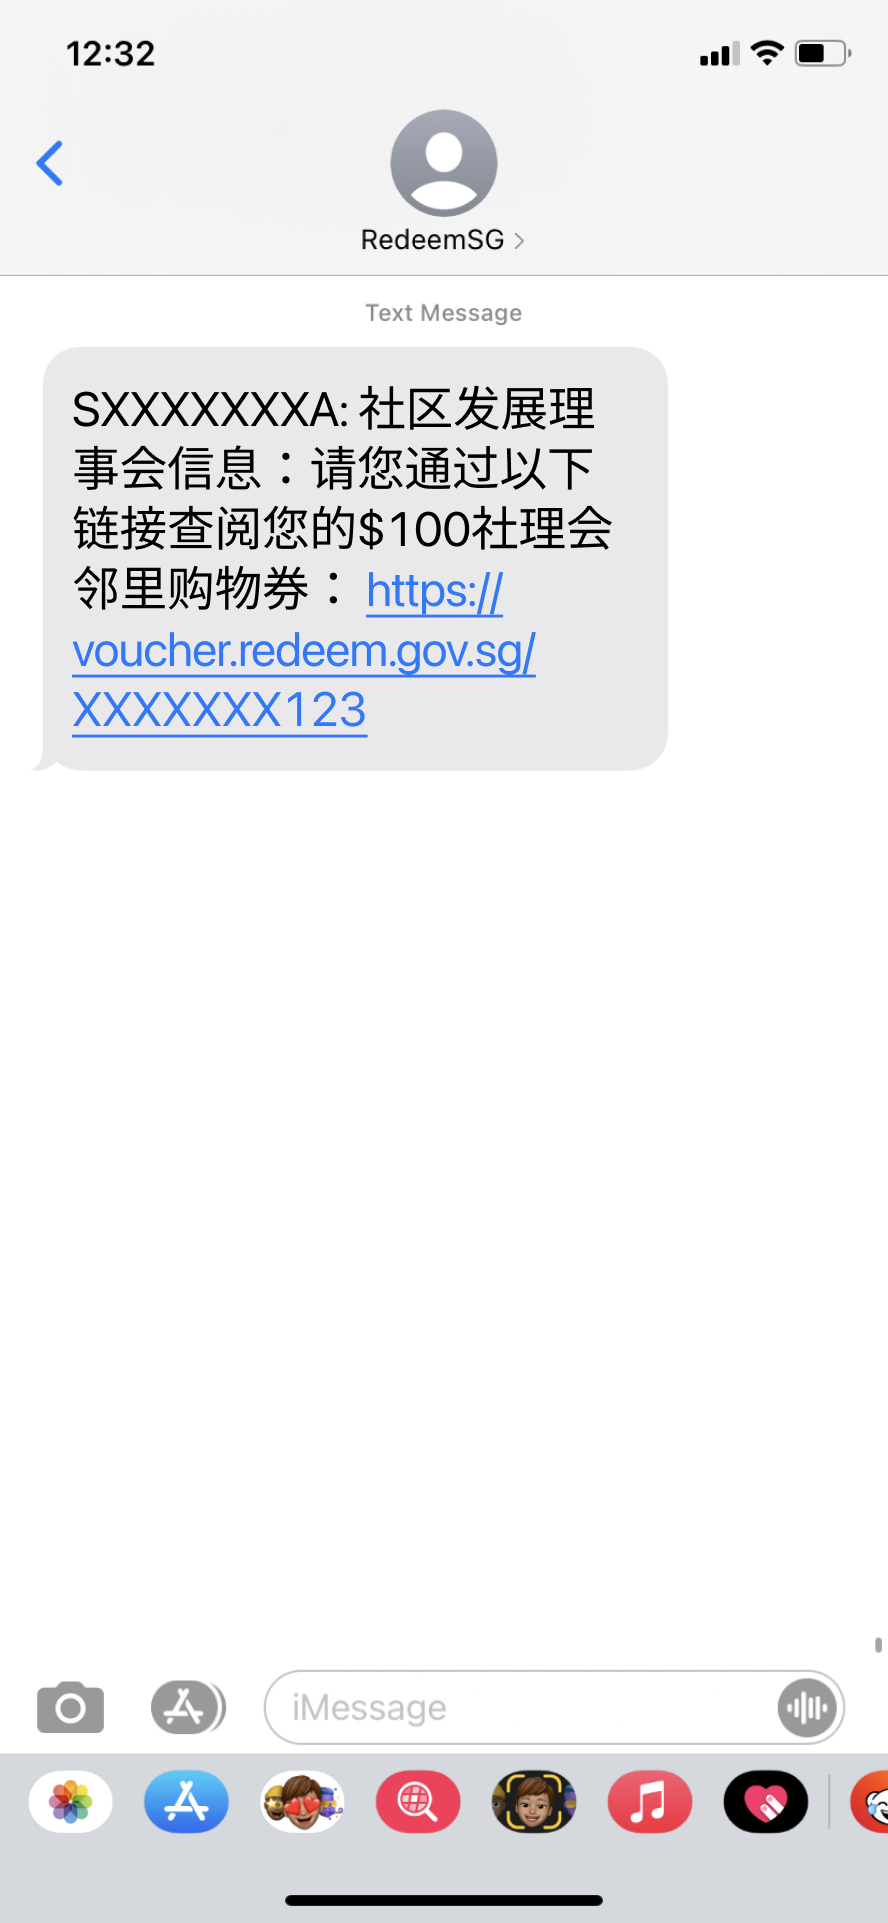 12:32
RedeemSG
Text Message
SXXXXXXXA: 社区发展理
事会信息：请您通过以下
链接查阅您的$100社理会
邻里购物券： https://
voucher.redeem.gov.sg/
XXXXXXX123
iMessage